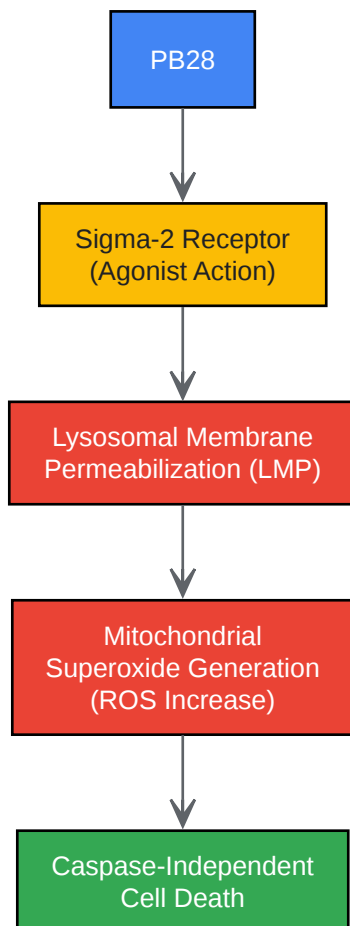 PB28
Sigma-2 Receptor
(Agonist Action)
Lysosomal Membrane
Permeabilization (LMP)
Mitochondrial
Superoxide Generation
(ROS Increase)
Caspase-Independent
Cell Death